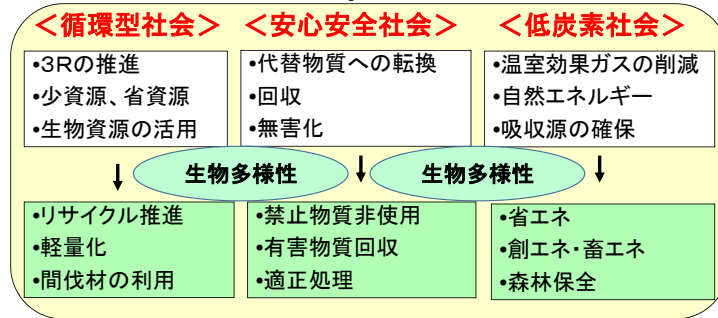 ＜循環型社会＞
＜安心安全社会＞
＜低炭素社会＞
•３Rの推進
•少資源、省資源
•生物資源の活用
•代替物質への転換
•回収
•無害化
•温室効果ガスの削減
•自然エネルギー
•吸収源の確保
生物多様性
生物多様性
•リサイクル推進
•軽量化
•間伐材の利用
•禁止物質非使用
•有害物質回収
•適正処理
•省エネ
•創エネ・畜エネ
•森林保全